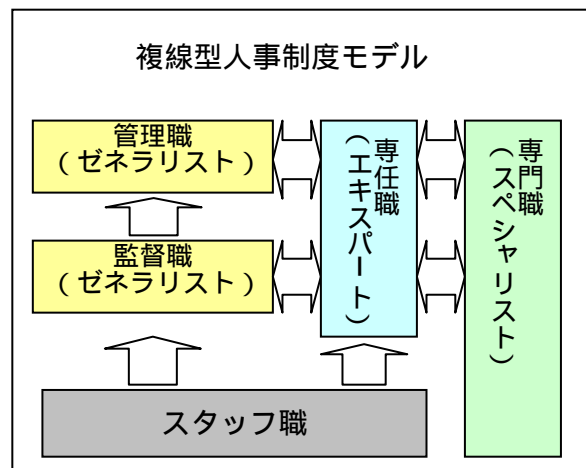 複線型人事制度モデル
管理職
(ゼネラリスト)
監督職
(ゼネラリスト)
専任職
(エキスパート)
専門職
(スペシャリスト)
スタッフ職